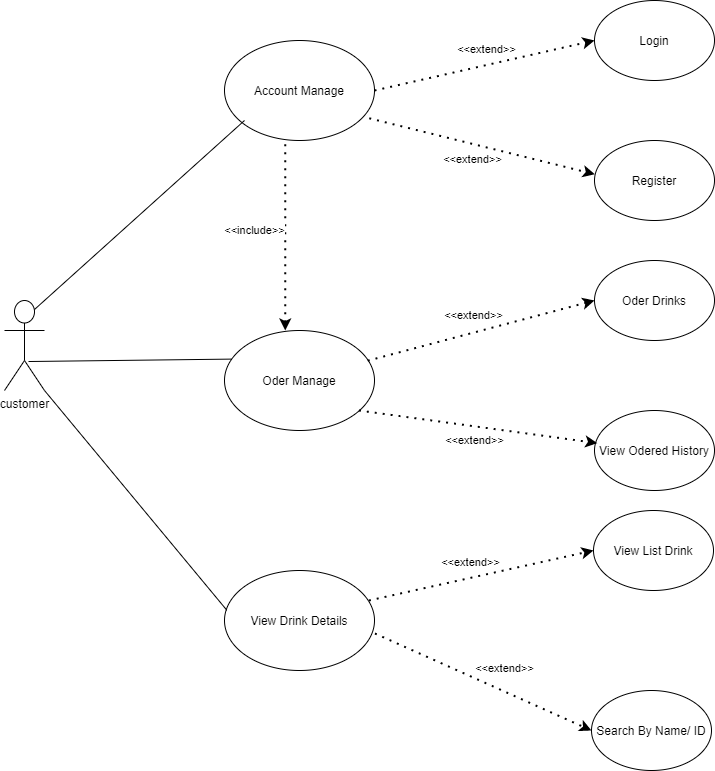 Login
<<extend>>
Account Manage
<<extend>>
Register
<<include>>
Oder Drinks
<<extend>>
Oder Manage
customer
<<extend>>
View Odered History
View List Drink
<<extend>>
View Drink Details
<<extend>>
Search By Name/ ID